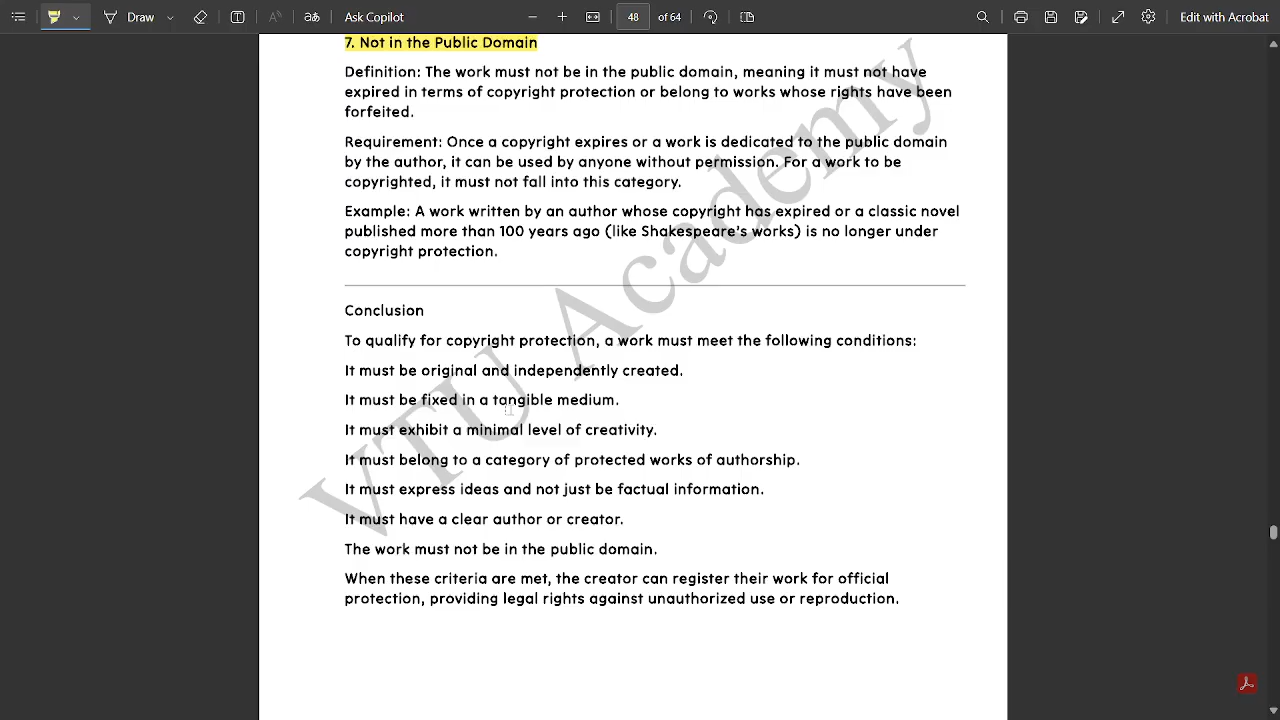 Draw
Ask Copilot
48
of 64
Edit with Acrobat
7. Not in the Public Domain
Definition: The work must not be in the public domain, meaning it must not have
expired in terms of copyright protection or belong to works whose rights have been
forfeited.
Requirement: Once a copyright expires or a work is dedicated to the public domain
by the author, it can be used by anyone without permission. For a work to be
copyrighted, it must not fall into this category.
Example: A work written by an author whose copyright has expired or a classic novel
published more than 100 years ago (like Shakespeare's works) is no longer under
copyright protection.
Conclusion
To qualify for copyright protection, a work must meet the following conditions:
It must be original and independently created.
It must be fixed in a tangible medium.
It must exhibit a minimal level of creativity.
It must belong to a category of protected works of authorship.
It must express ideas and not just be factual information.
It must have a clear author or creator.
The work must not be in the public domain.
When these criteria are met, the creator can register their work for official
protection, providing legal rights against unauthorized use or reproduction.
VTU Academy